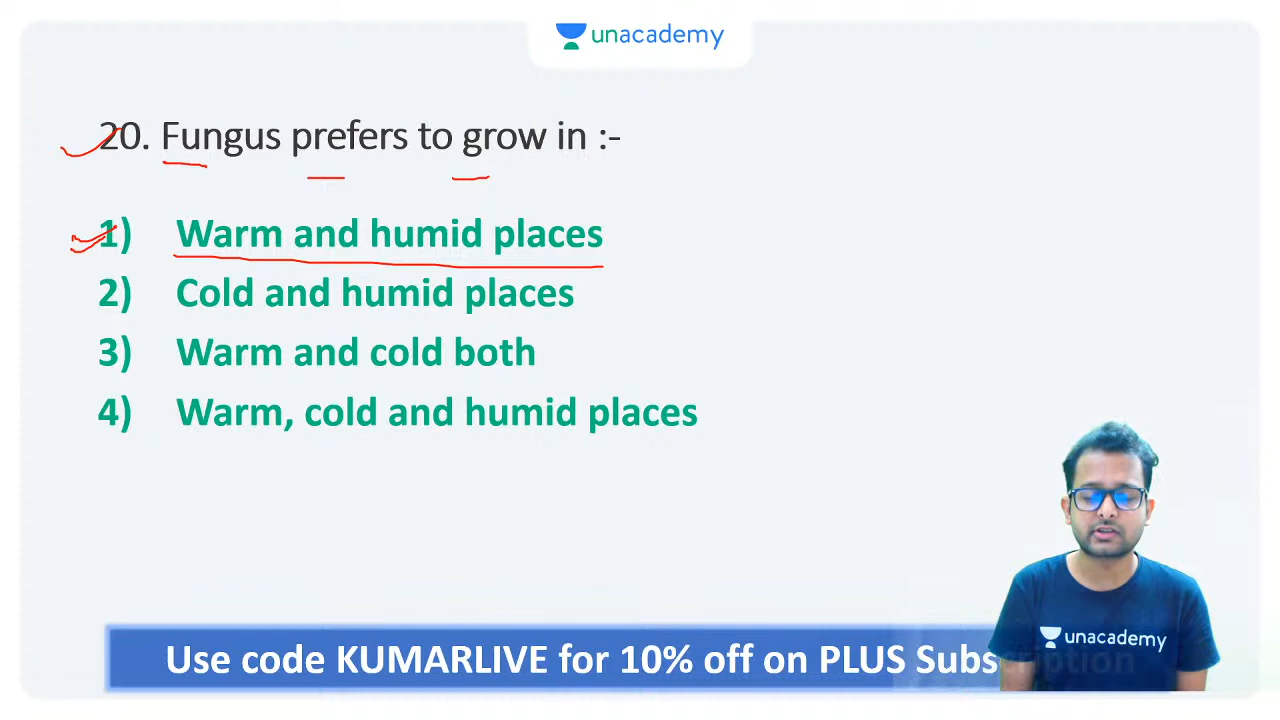 unacademy
20. Fungus prefers to grow in :-
1) Warm and humid places
2) Cold and humid places
3) Warm and cold both
4) Warm, cold and humid places
unacademy
Use code KUMARLIVE for 10% off on PLUS Subscription